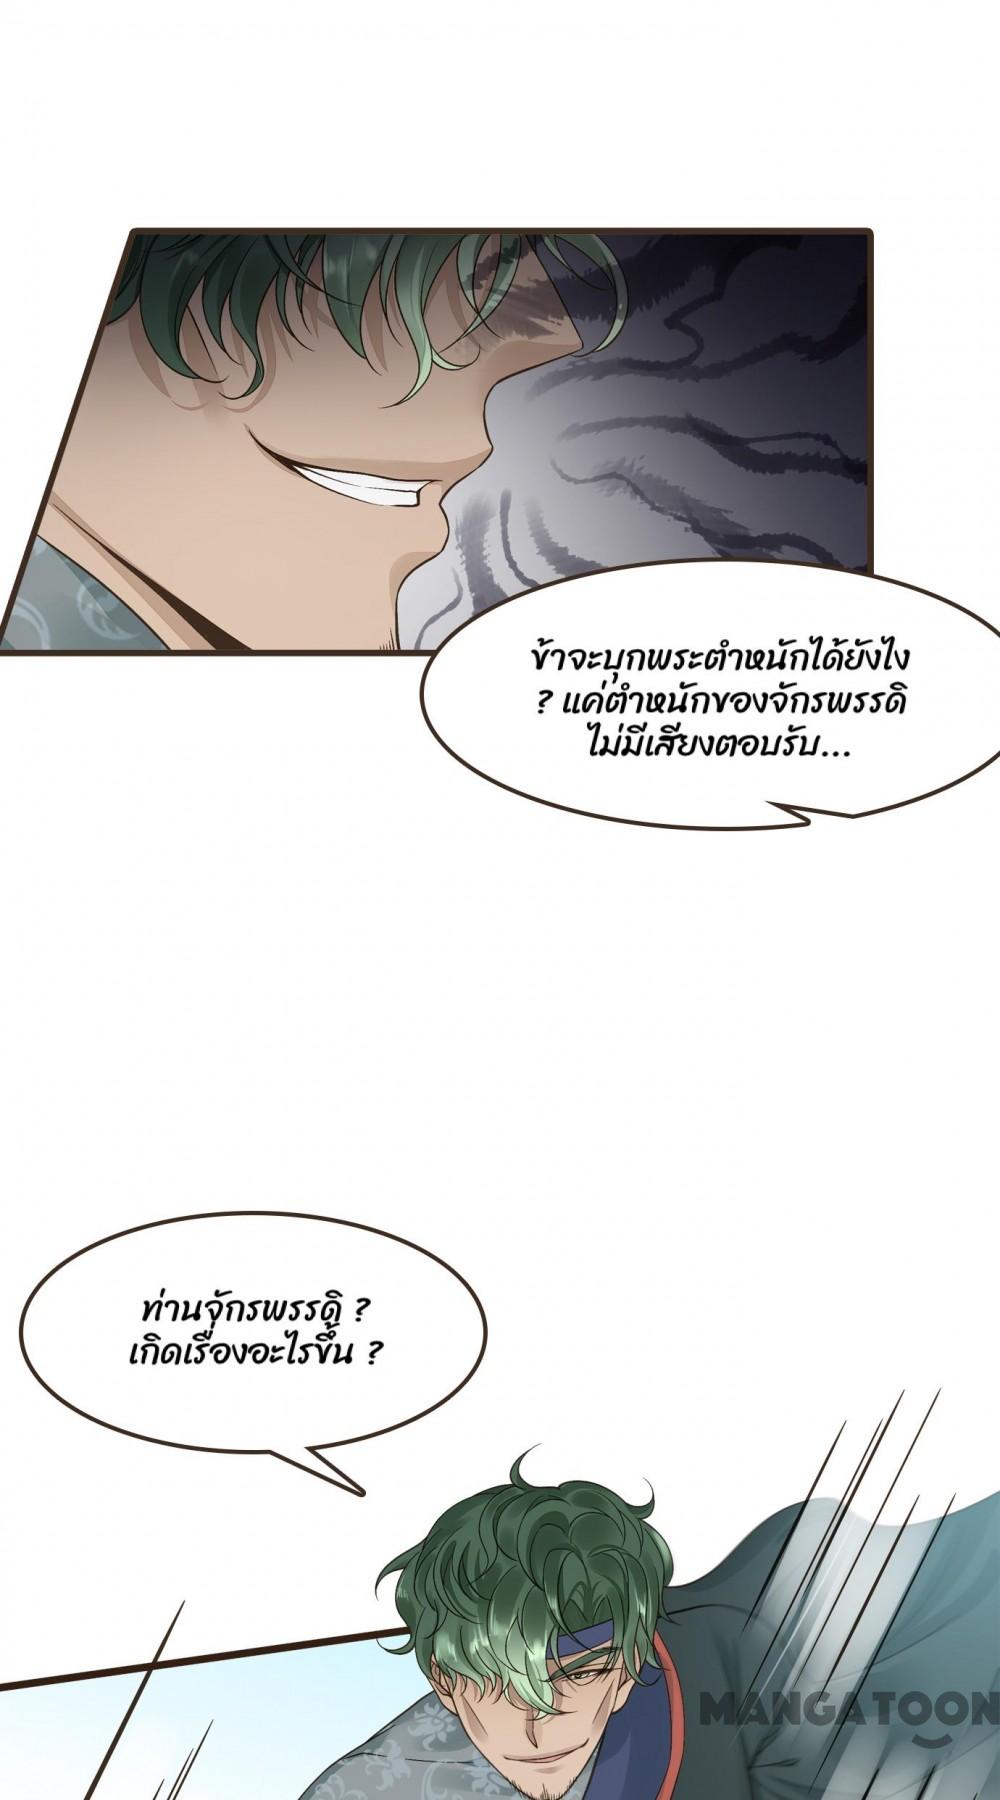 ข้าจะบุกพระตำหนักได้ยังไง
? แค่ตำหนักของจักรพรรดิ
ไม่มีเสียงตอบรับ...
ท่านจักรพรรดิ ?
เกิดเรื่องอะไรขึ้น ?
MANGATOON